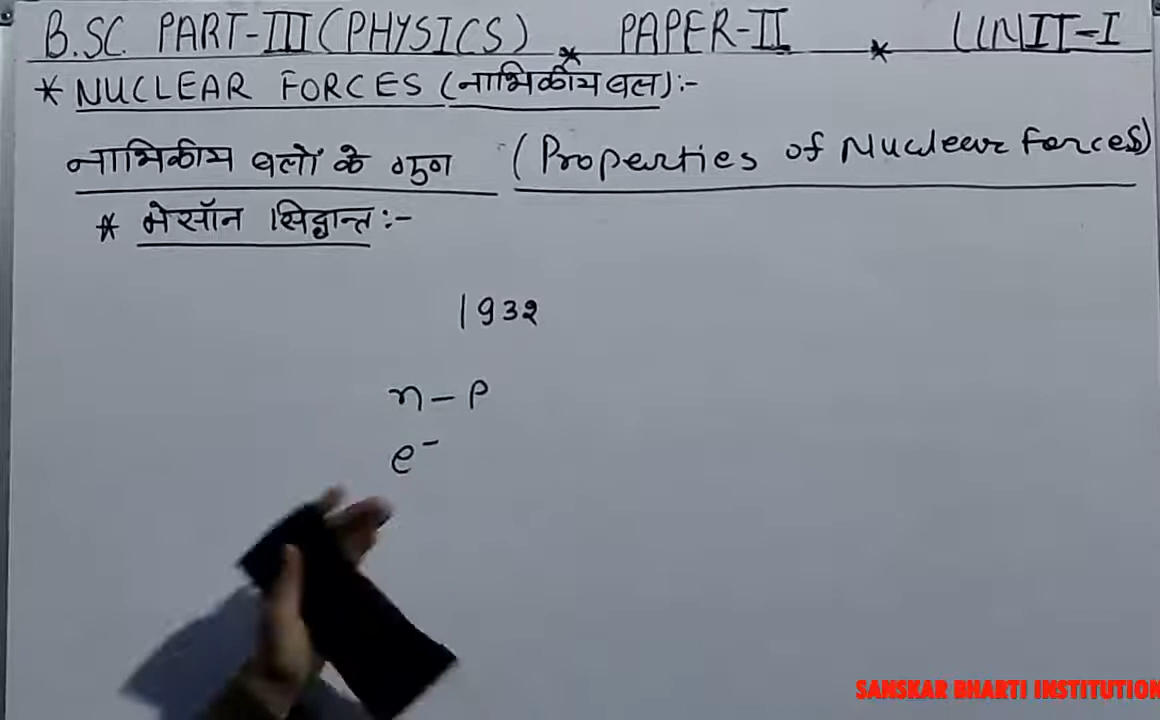 B.SC. PART-III (PHYSICS) * PAPER-II * UNIT-I
* NUCLEAR FORCES (नाभिकीय बल) :-
नाभिकीय बलों के गुण (Properties of Nuclear Forces)
* मेसॉन सिद्धान्त :-
1932
n - p
e⁻
SANSKAR BHARTI INSTITUTION